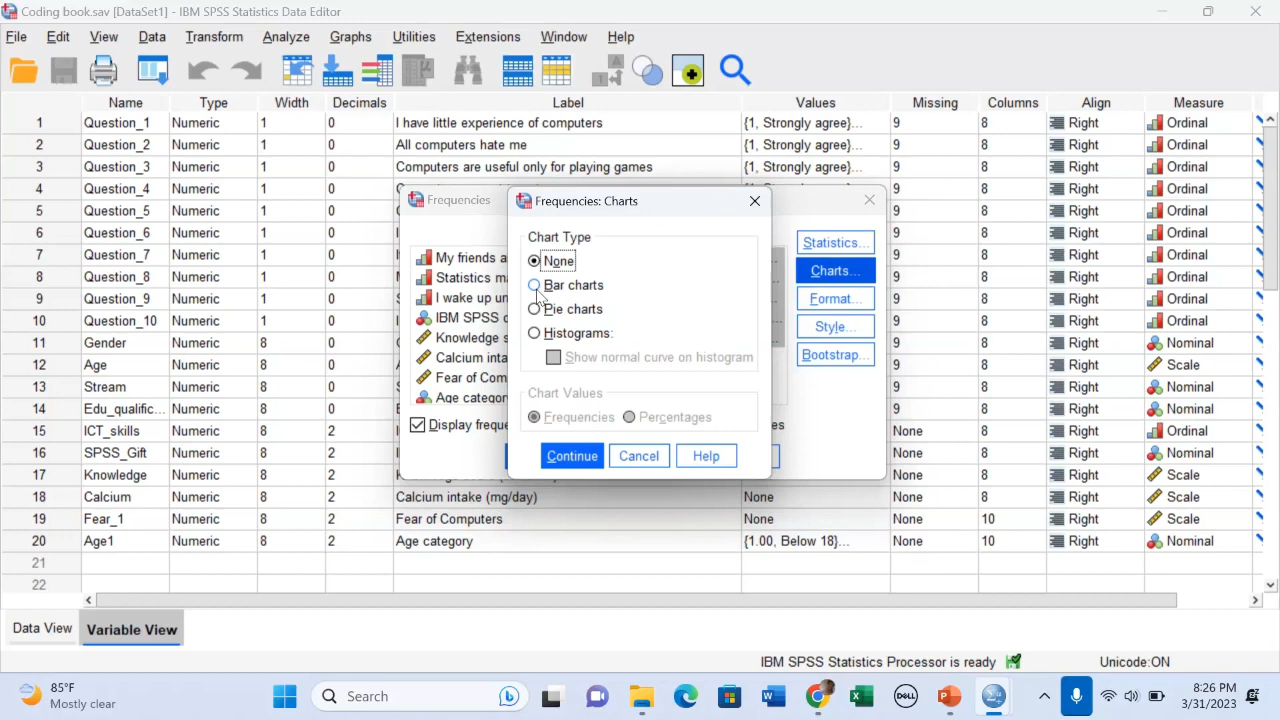 Coding book.sav [DataSet1] - IBM SPSS Statistics Data Editor
File Edit View Data Transform Analyze Graphs Utilities Extensions Window Help
Name Type Width Decimals Label Values Missing Columns Align Measure
1 Question_1 Numeric 1 0 I have little experience of computers {1, Strongly agree}... 9 8 Right Ordinal
2 Question_2 Numeric 1 0 All computers hate me {1, Strongly agree}... 9 8 Right Ordinal
3 Question_3 Numeric 1 0 Computers are useful only for playing games {1, Strongly agree}... 9 8 Right Ordinal
4 Question_4 Numeric 1 0 9 8 Right Ordinal
5 Question_5 Numeric 1 0 9 8 Right Ordinal
6 Question_6 Numeric 1 0 9 8 Right Ordinal
7 Question_7 Numeric 1 0 9 8 Right Ordinal
8 Question_8 Numeric 1 0 9 8 Right Ordinal
9 Question_9 Numeric 1 0 9 8 Right Ordinal
10 Question_10 Numeric 1 0 9 8 Right Ordinal
11 Gender Numeric 8 0 9 8 Right Nominal
12 Age Numeric 8 0 9 8 Right Scale
13 Stream Numeric 8 0 9 8 Right Nominal
14 Edu_qualific... Numeric 8 0 9 8 Right Nominal
15 ICT_skills Numeric 8 2 None 8 Right Ordinal
16 SPSS_Gift Numeric 8 2 None 8 Right Nominal
17 Knowledge Numeric 8 2 None 8 Right Scale
18 Calcium Numeric 8 2 Calcium intake (mg/day) None None 8 Right Scale
19 Fear_1 Numeric 8 2 Fear of Computers None None 10 Right Scale
20 Age1 Numeric 8 2 Age category {1.00, Below 18}... None 10 Right Nominal
21
22
Frequencies
My friends a
Statistics m
I wake up un
IBM SPSS
Knowledge s
Calcium inta
Fear of Com
Age category
Display freque
Statistics...
Charts...
Format...
Style...
Bootstrap...
Frequencies: Charts
Chart Type
None
Bar charts
Pie charts
Histograms:
Show normal curve on histogram
Chart Values
Frequencies Percentages
Continue Cancel Help
Data View Variable View
IBM SPSS Statistics Processor is ready Unicode:ON
85°F
Mostly clear
Search
DELL
8:26 PM
3/31/2023